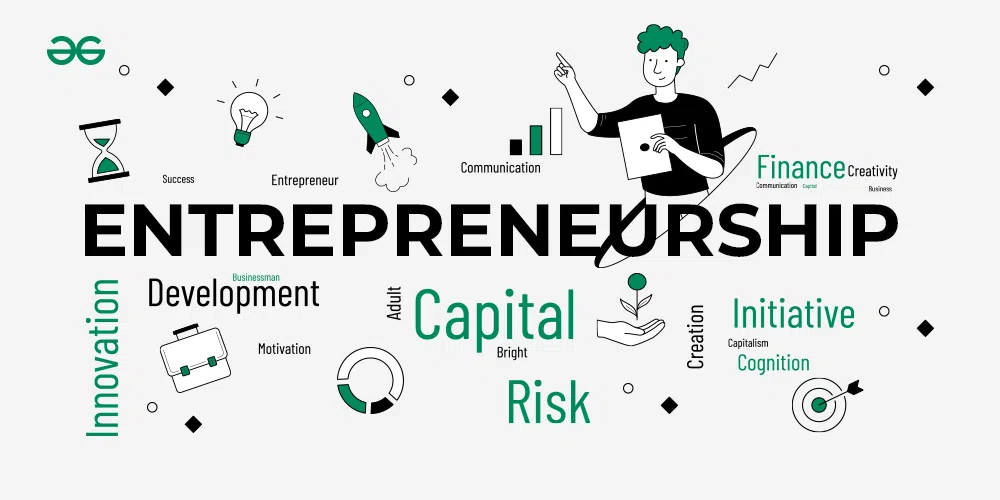 Success
Entrepreneur
Communication
Finance
Creativity
Communication
Capital
Business
ENTREPRENEURSHIP
Innovation
Businessman
Development
Motivation
Adult
Capital
Bright
Risk
Creation
Initiative
Capitalism
Cognition